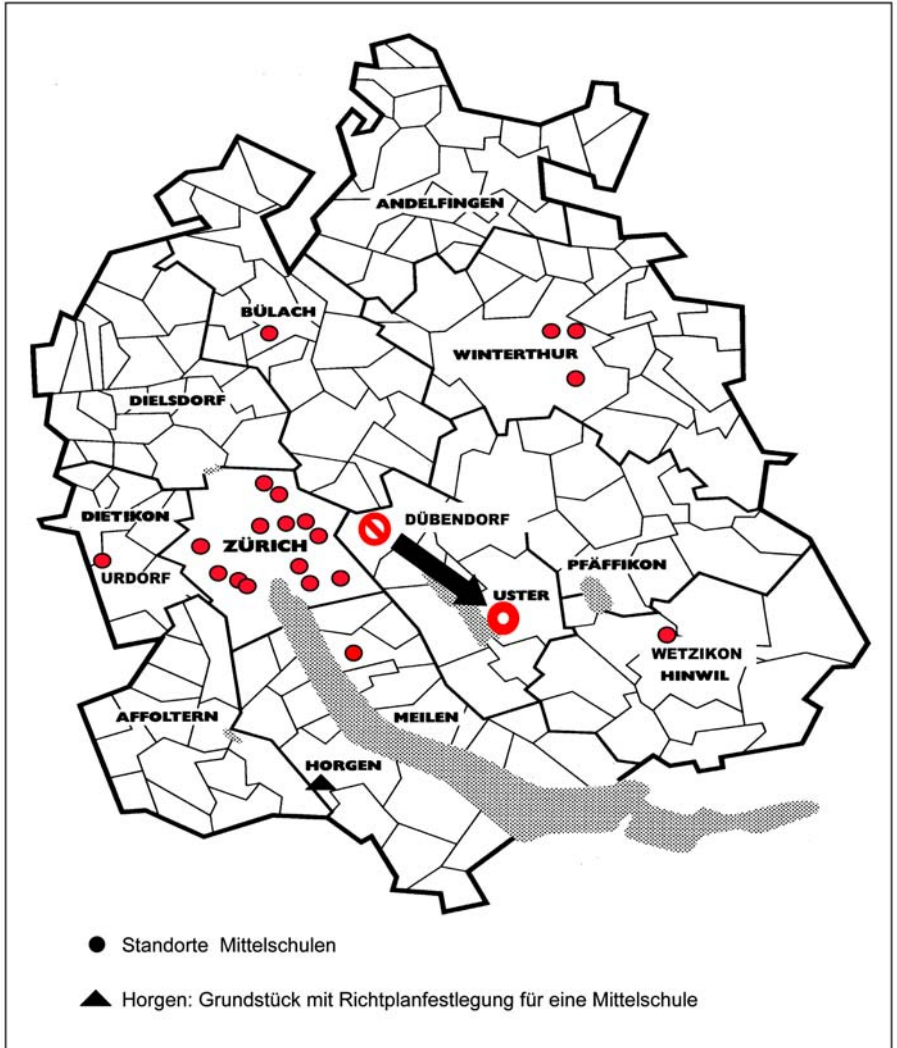 ANDELFINGEN
BÜLACH
WINTERTHUR
DIELSDORF
DIETIKON
DÜBENDORF
ZÜRICH
PFÄFFIKON
URDORF
USTER
WETZIKON
HINWIL
AFFOLTERN
MEILEN
HORGEN
Standorte Mittelschulen
Horgen: Grundstück mit Richtplanfestlegung für eine Mittelschule